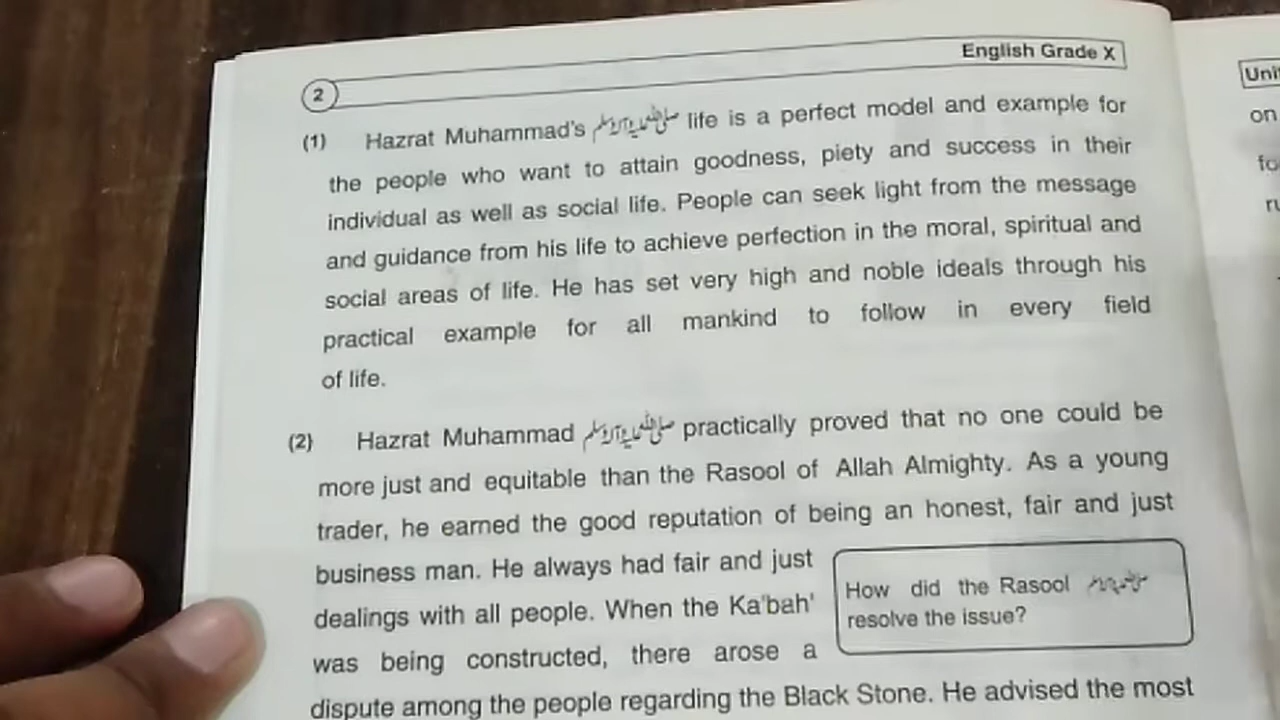 2
English Grade X
(1) Hazrat Muhammad's صلى الله عليه وآله وسلم life is a perfect model and example for
the people who want to attain goodness, piety and success in their
individual as well as social life. People can seek light from the message
and guidance from his life to achieve perfection in the moral, spiritual and
social areas of life. He has set very high and noble ideals through his
practical example for all mankind to follow in every field
of life.
(2) Hazrat Muhammad صلى الله عليه وآله وسلم practically proved that no one could be
more just and equitable than the Rasool of Allah Almighty. As a young
trader, he earned the good reputation of being an honest, fair and just
business man. He always had fair and just
dealings with all people. When the Ka'bah'
was being constructed, there arose a
dispute among the people regarding the Black Stone. He advised the most
How did the Rasool
resolve the issue?
Uni
on